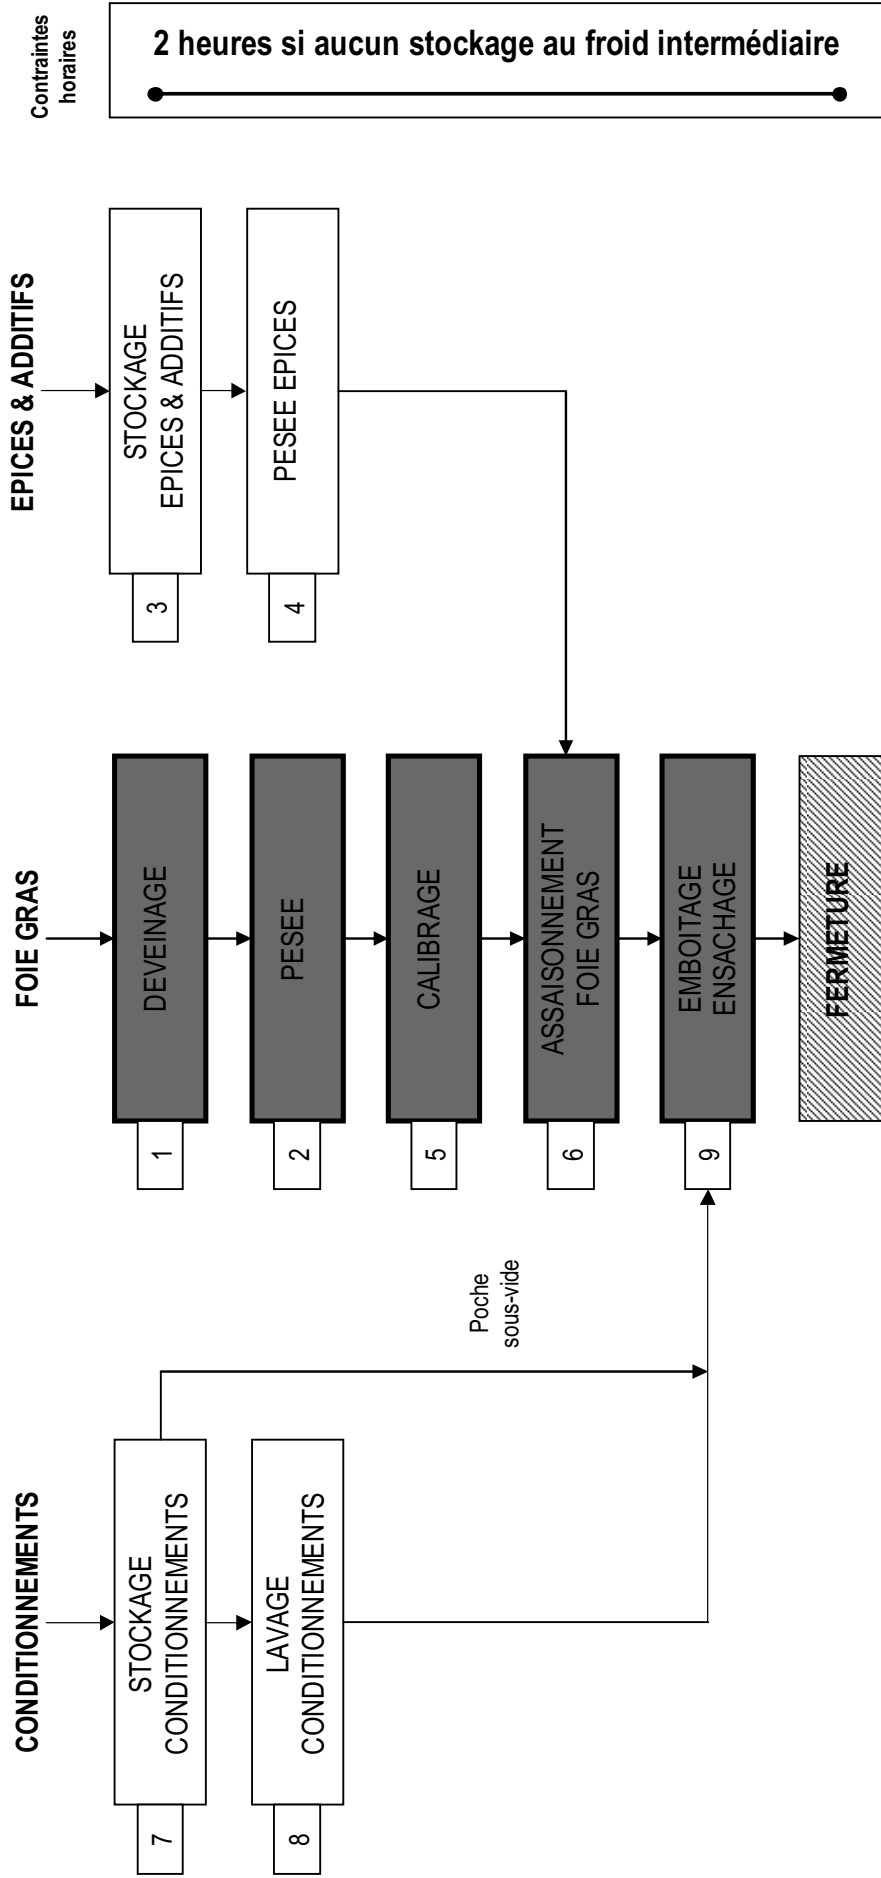 CONDITIONNEMENTS
FOIE GRAS
EPICES & ADDITIFS
Contraintes
horaires
7
STOCKAGE
CONDITIONNEMENTS
8
LAVAGE
CONDITIONNEMENTS
Poche
sous-vide
1
DEVEINAGE
2
PESEE
5
CALIBRAGE
6
ASSAISONNEMENT
FOIE GRAS
9
EMBOITAGE
ENSACHAGE
FERMETURE
3
STOCKAGE
EPICES & ADDITIFS
4
PESEE EPICES
2 heures si aucun stockage au froid intermédiaire